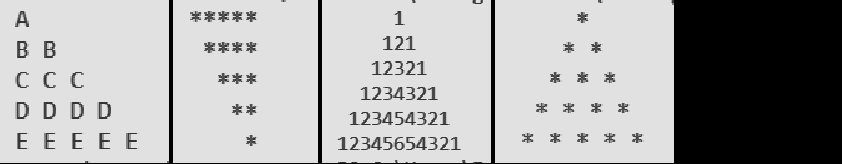 A
B B
C C C
D D D D
E E E E E
*****
****
***
**
*
1
121
12321
1234321
123454321
12345654321
*
* *
* * *
* * * *
* * * * *